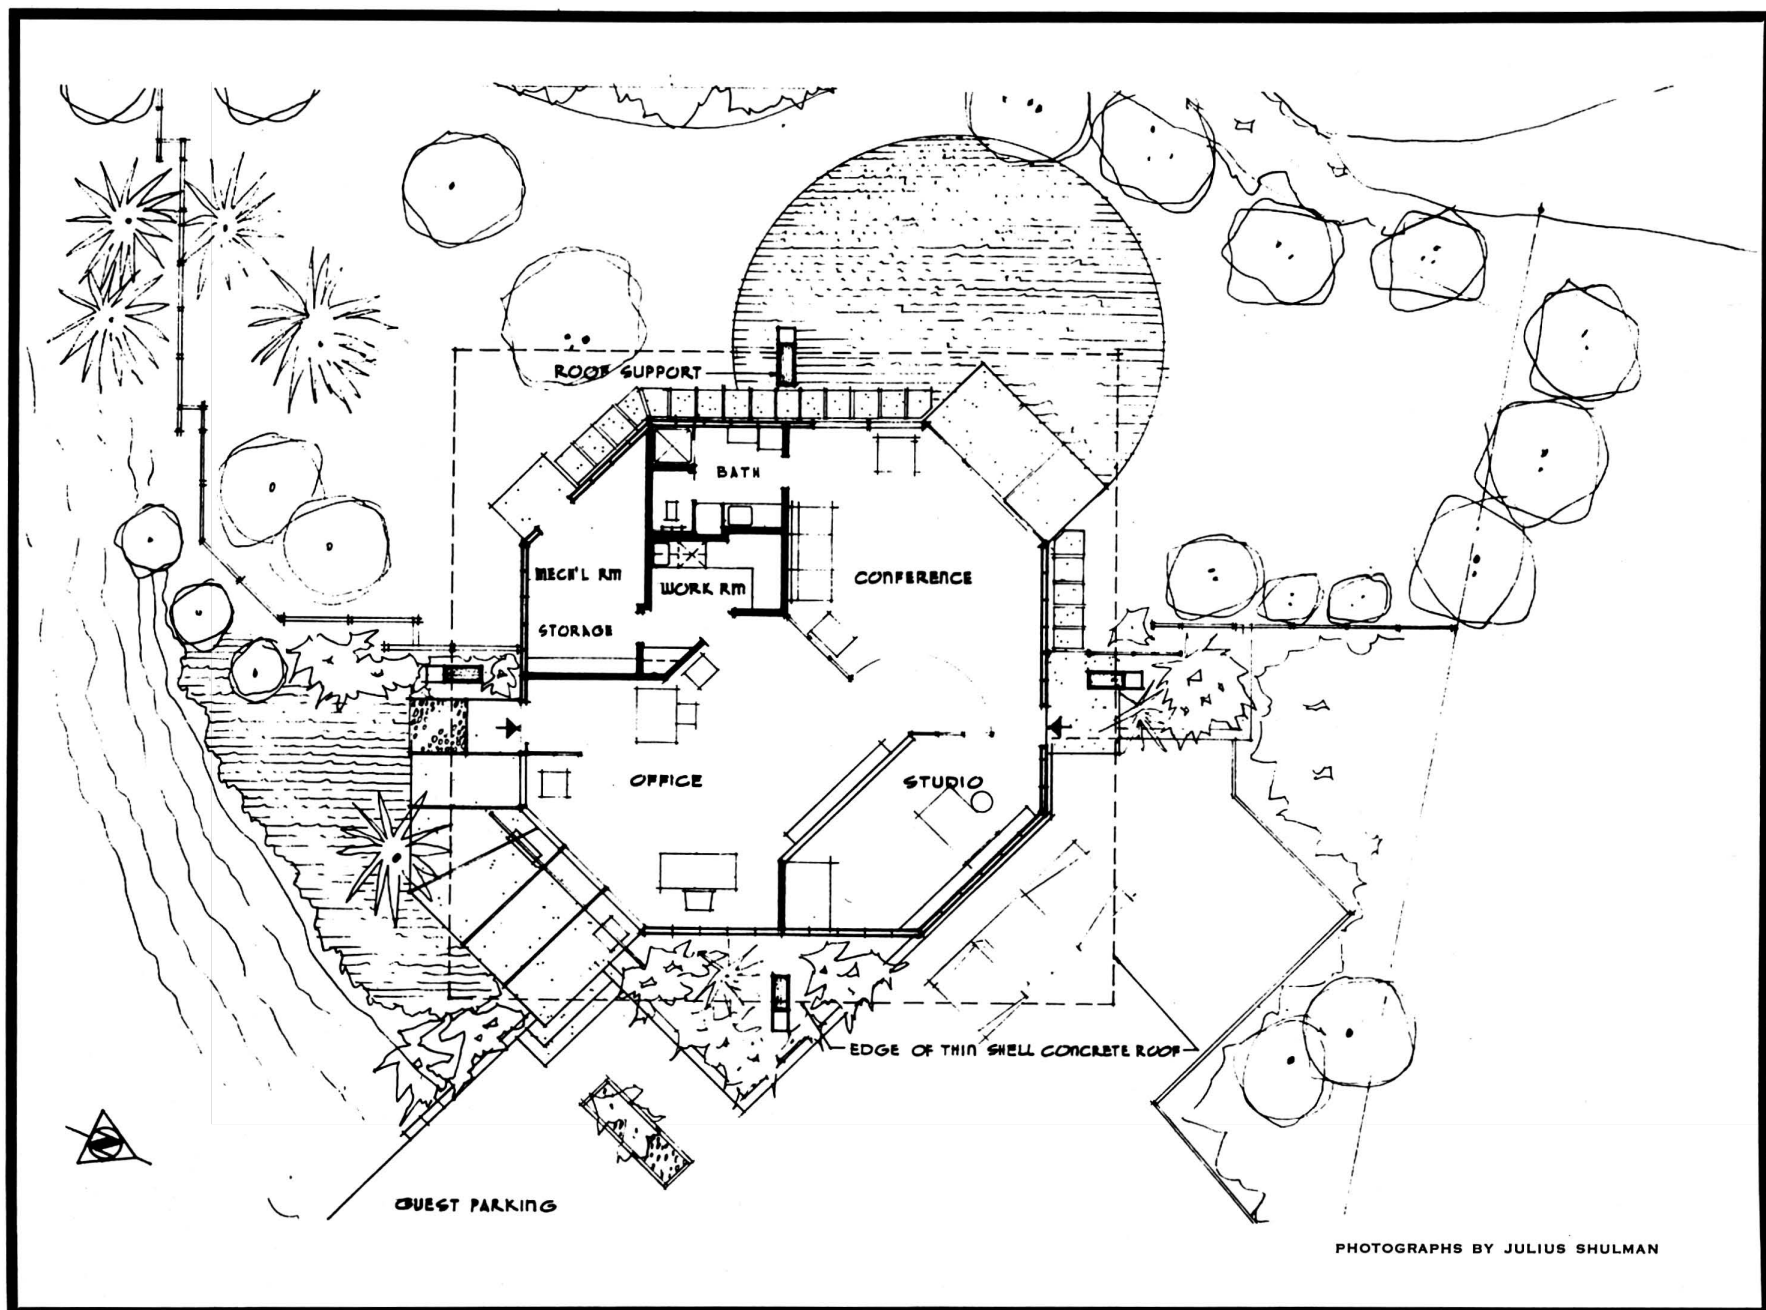 ROOF SUPPORT
BATH
MECH'L RM
WORK RM
CONFERENCE
STORAGE
OFFICE
STUDIO
EDGE OF THIN SHELL CONCRETE ROOF
GUEST PARKING
PHOTOGRAPHS BY JULIUS SHULMAN